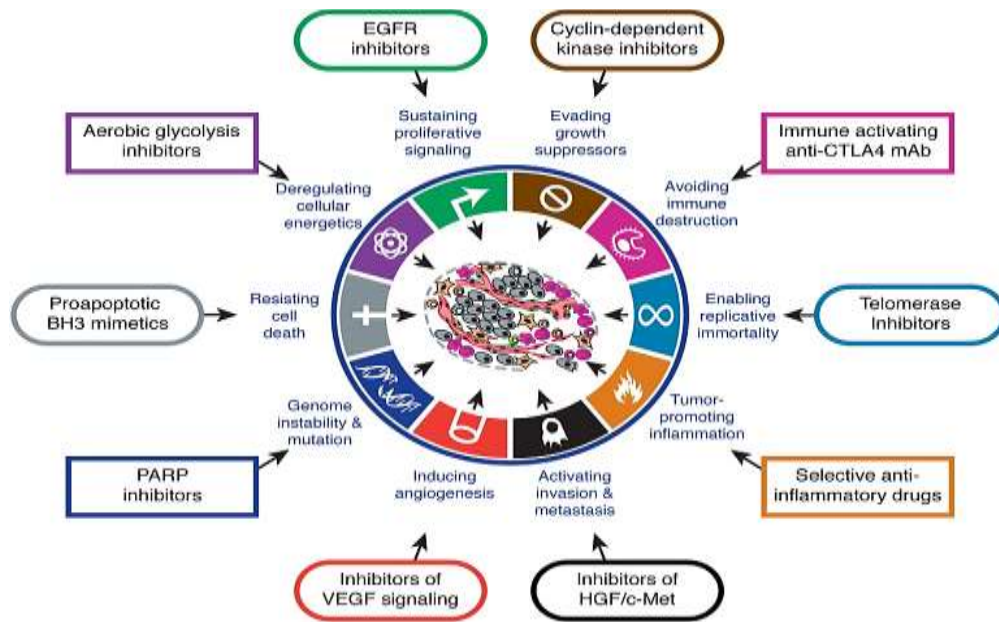 EGFR
inhibitors
Cyclin-dependent
kinase inhibitors
Sustaining
proliferative
signaling
Evading
growth
suppressors
Aerobic glycolysis
inhibitors
Immune activating
anti-CTLA4 mAb
Deregulating
cellular
energetics
Avoiding
immune
destruction
Proapoptotic
BH3 mimetics
Resisting
cell
death
Enabling
replicative
immortality
Telomerase
Inhibitors
Genome
instability &
mutation
Tumor-
promoting
inflammation
PARP
inhibitors
Inducing
angiogenesis
Activating
invasion &
metastasis
Selective anti-
inflammatory drugs
Inhibitors of
VEGF signaling
Inhibitors of
HGF/c-Met